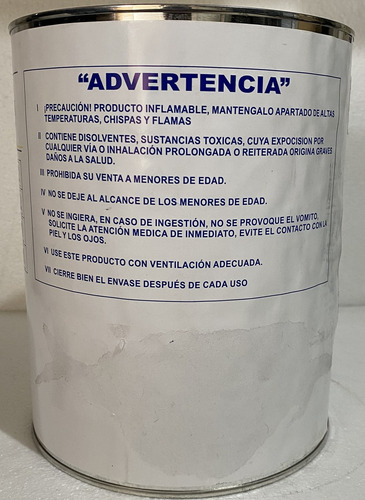 “ADVERTENCIA”
I ¡PRECAUCIÓN! PRODUCTO INFLAMABLE, MANTENGALO APARTADO DE ALTAS
TEMPERATURAS, CHISPAS Y FLAMAS
II CONTIENE DISOLVENTES, SUSTANCIAS TOXICAS, CUYA EXPOCISION POR
CUALQUIER VÍA O INHALACIÓN PROLONGADA O REITERADA ORIGINA GRAVES
DAÑOS A LA SALUD.
III PROHIBIDA SU VENTA A MENORES DE EDAD.
IV NO SE DEJE AL ALCANCE DE LOS MENORES DE EDAD.
V NO SE INGIERA, EN CASO DE INGESTIÓN, NO SE PROVOQUE EL VOMITO,
SOLICITE LA ATENCIÓN MEDICA DE INMEDIATO, EVITE EL CONTACTO CON LA
PIEL Y LOS OJOS.
VI USE ESTE PRODUCTO CON VENTILACIÓN ADECUADA.
VII CIERRE BIEN EL ENVASE DESPUÉS DE CADA USO